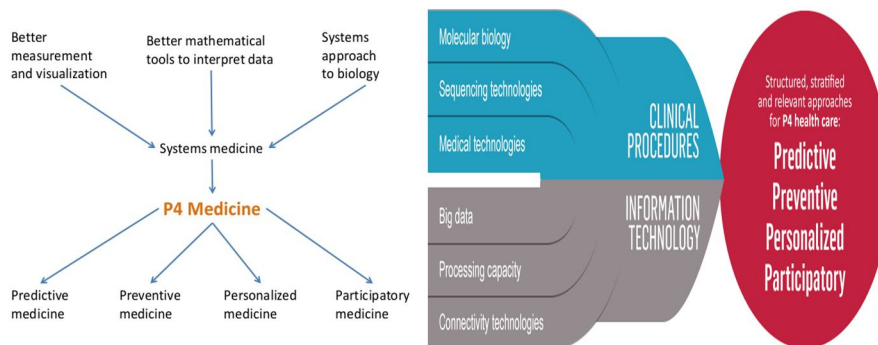 Better
measurement
and visualization
Better mathematical
tools to interpret data
Systems
approach
to biology
Systems medicine
P4 Medicine
Predictive
medicine
Preventive
medicine
Personalized
medicine
Participatory
medicine
Molecular biology
Sequencing technologies
Medical technologies
CLINICAL
PROCEDURES
Big data
Processing capacity
Connectivity technologies
INFORMATION
TECHNOLOGY
Structured, stratified
and relevant approaches
for P4 health care:
Predictive
Preventive
Personalized
Participatory